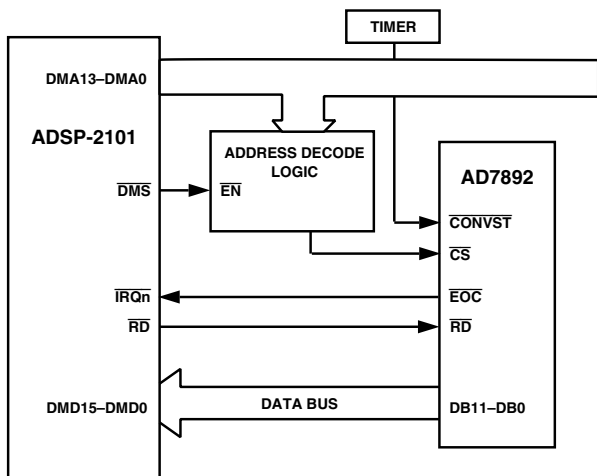 TIMER
DMA13–DMA0
ADSP-2101
ADDRESS DECODE
LOGIC
AD7892
DMS
EN
CONVST
CS
IRQn
EOC
RD
RD
DMD15–DMD0
DATA BUS
DB11–DB0